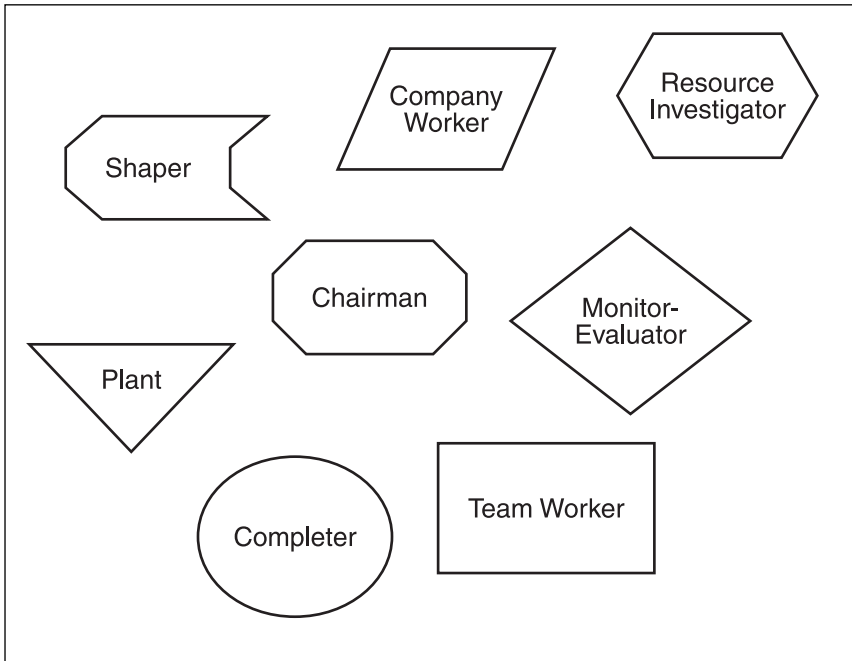 Company
Worker
Resource
Investigator
Shaper
Chairman
Monitor-
Evaluator
Plant
Team Worker
Completer